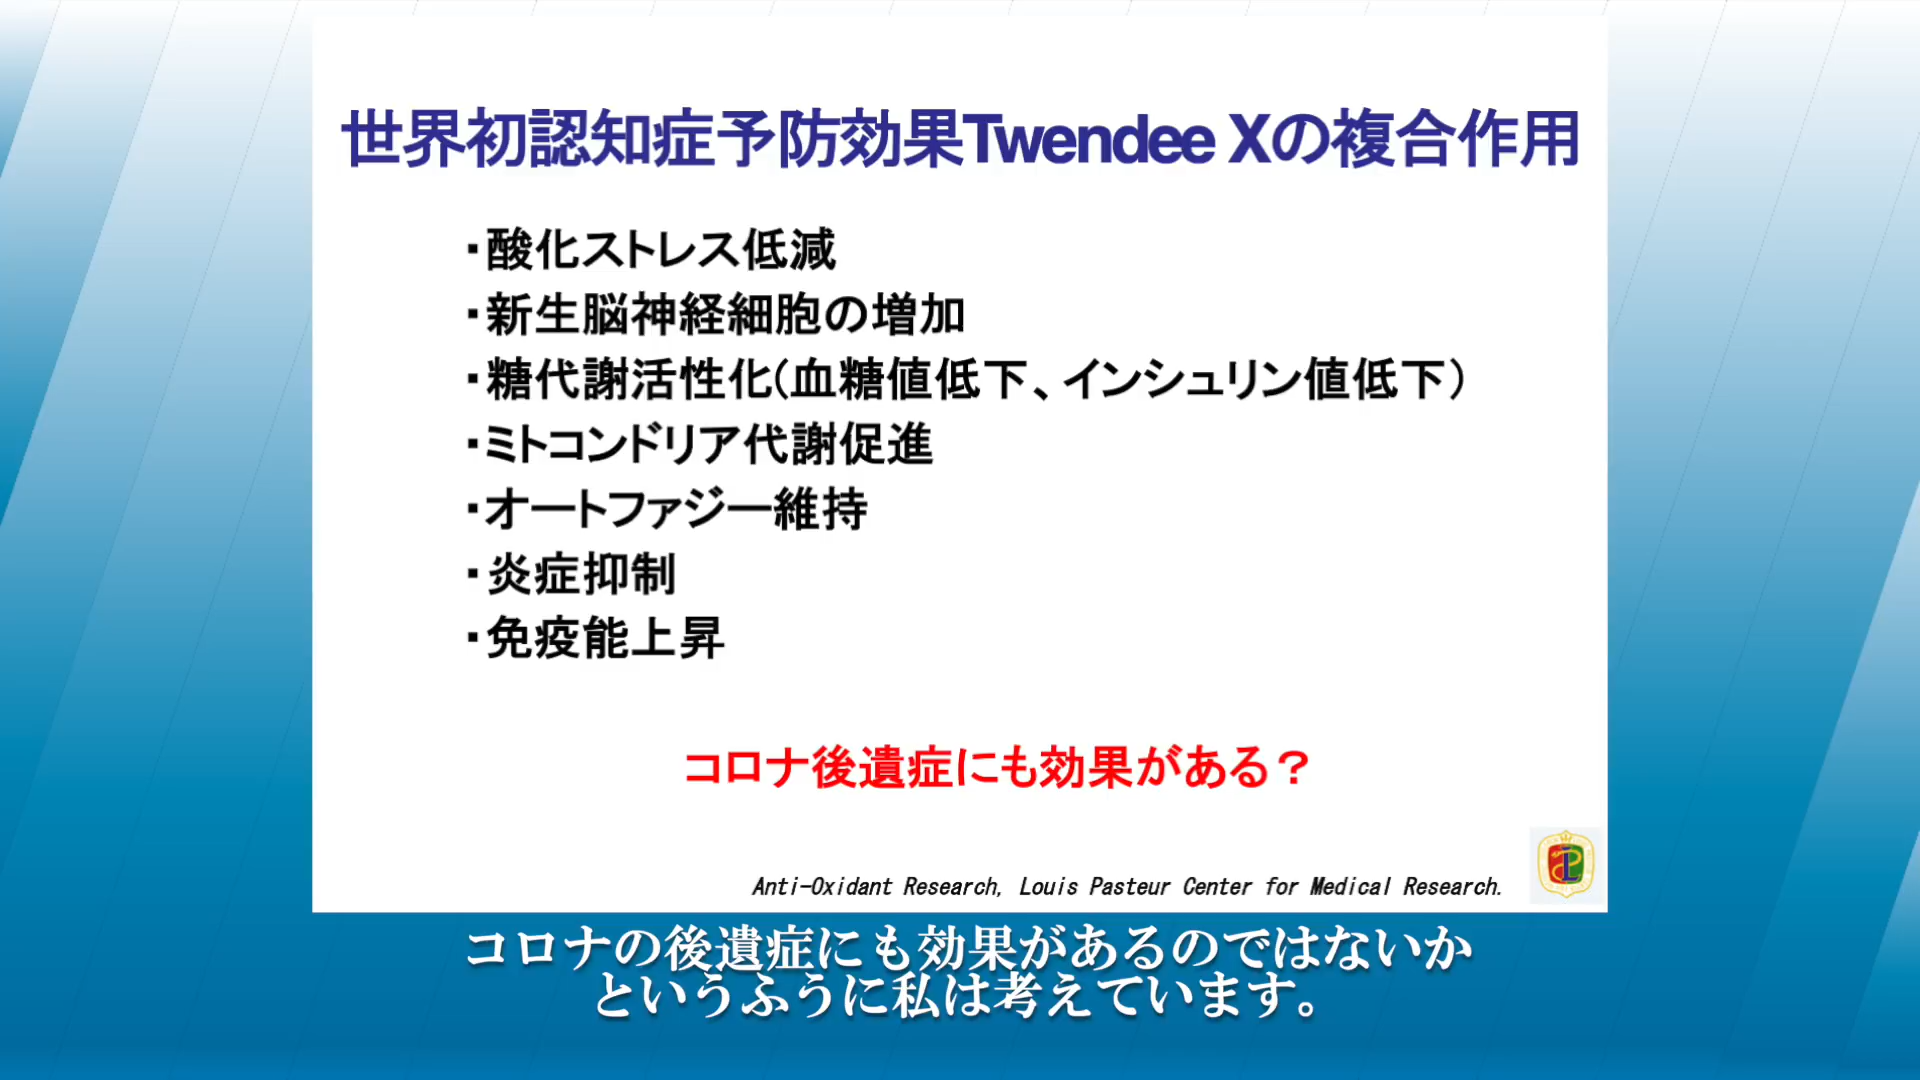 世界初認知症予防効果Twendee Xの複合作用
・酸化ストレス低減
・新生脳神経細胞の増加
・糖代謝活性化(血糖値低下、インシュリン値低下)
・ミトコンドリア代謝促進
・オートファジー維持
・炎症抑制
・免疫能上昇
コロナ後遺症にも効果がある？
Anti-Oxidant Research, Louis Pasteur Center for Medical Research.
コロナの後遺症にも効果があるのではないか
というふうに私は考えています。